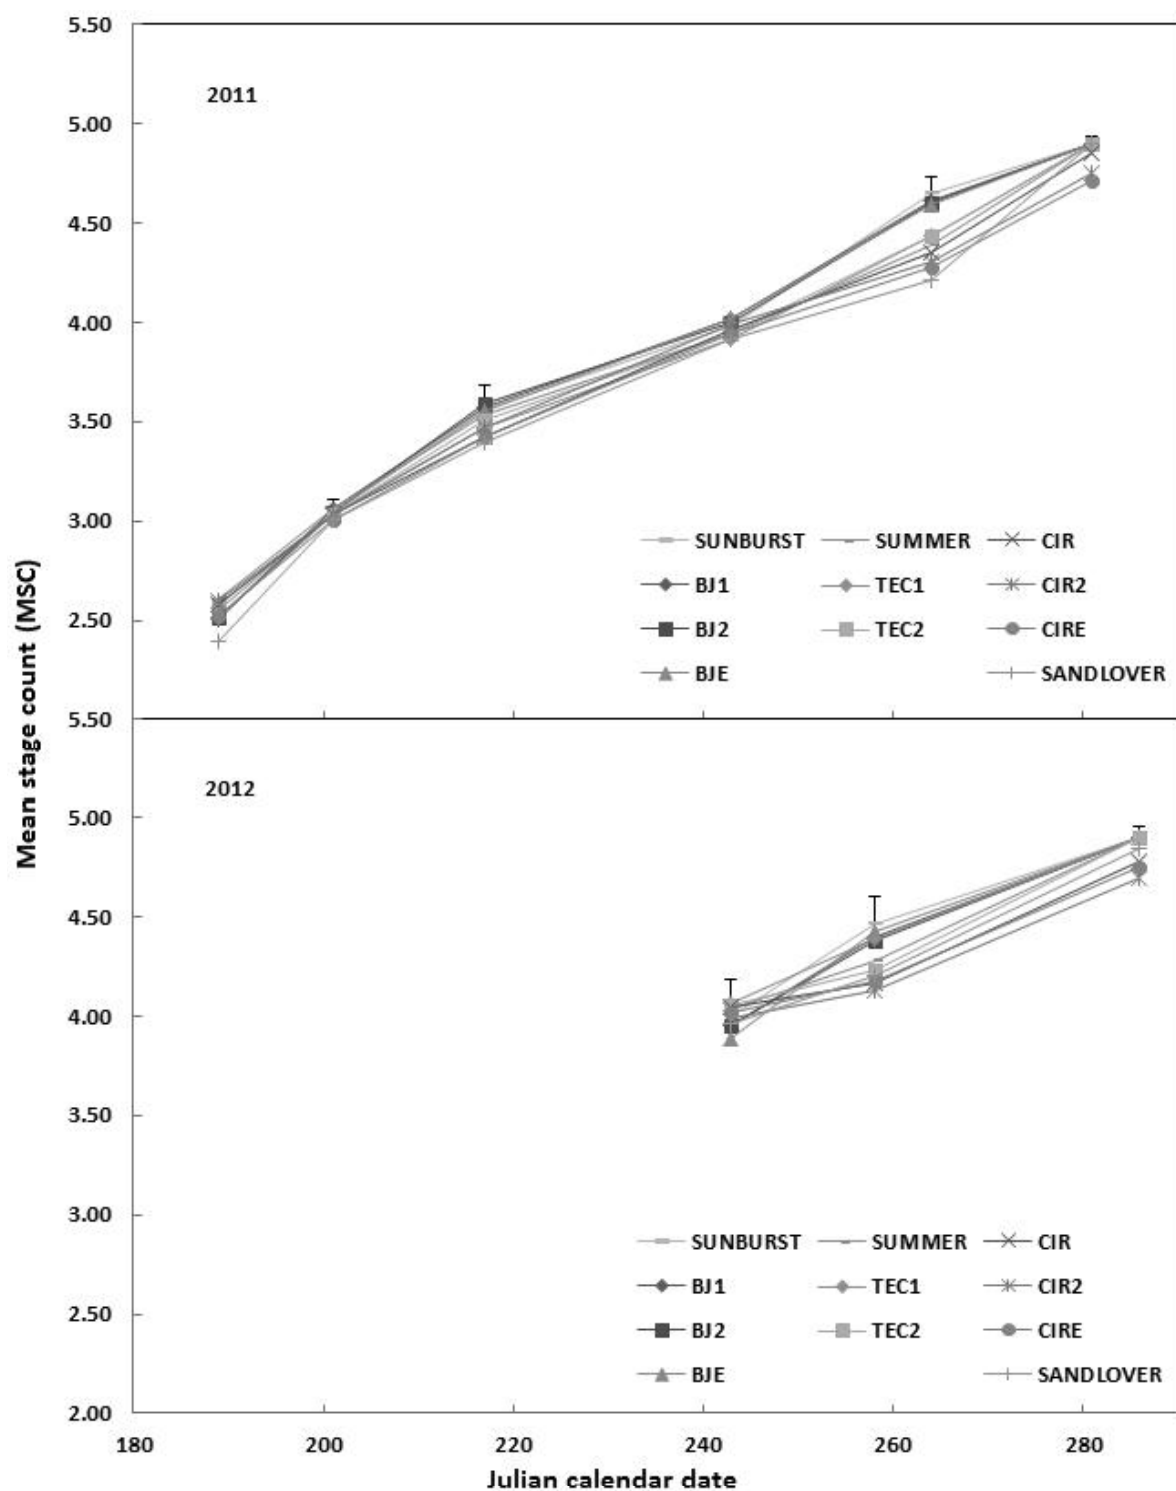 5.50
2011
5.00
4.50
4.00
3.50
3.00
2.50
SUNBURST SUMMER CIR
BJ1 TEC1 CIR2
BJ2 TEC2 CIRE
BJE SANDLOVER
Mean stage count (MSC)
5.50
2012
5.00
4.50
4.00
3.50
3.00
2.50
2.00
SUNBURST SUMMER CIR
BJ1 TEC1 CIR2
BJ2 TEC2 CIRE
BJE SANDLOVER
180 200 220 240 260 280
Julian calendar date